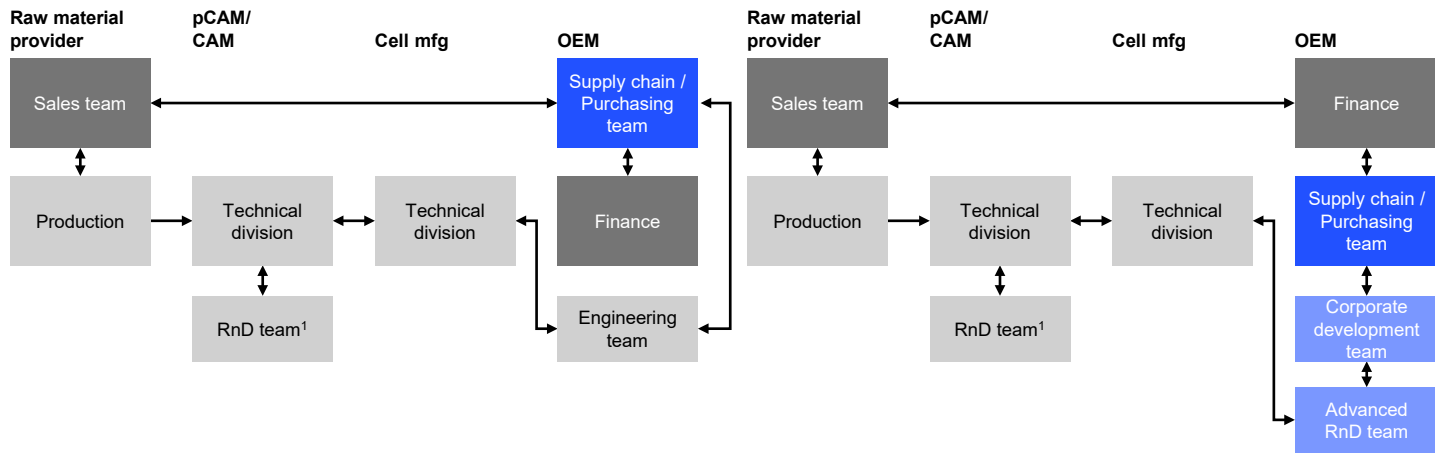 Raw material
provider
pCAM/
CAM
Cell mfg
OEM
Sales team
Supply chain /
Purchasing
team
Production
Technical
division
Technical
division
Finance
RnD team¹
Engineering
team
Raw material
provider
pCAM/
CAM
Cell mfg
OEM
Sales team
Finance
Production
Technical
division
Technical
division
Supply chain /
Purchasing
team
RnD team¹
Corporate
development
team
Advanced
RnD team